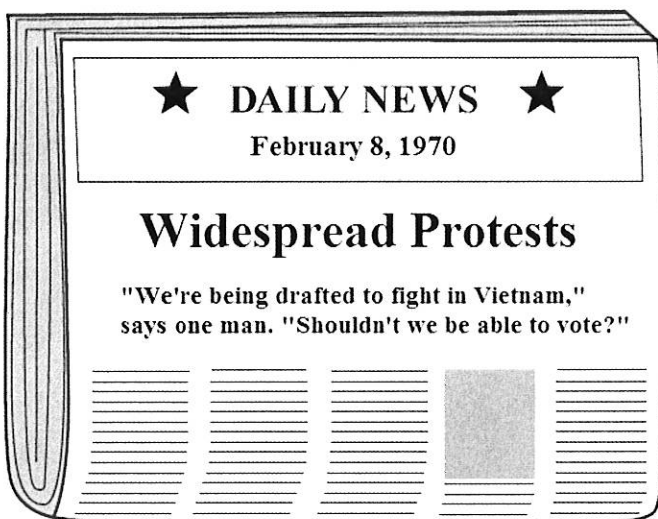 ★ DAILY NEWS ★
February 8, 1970
Widespread Protests
"We're being drafted to fight in Vietnam,"
says one man. "Shouldn't we be able to vote?"